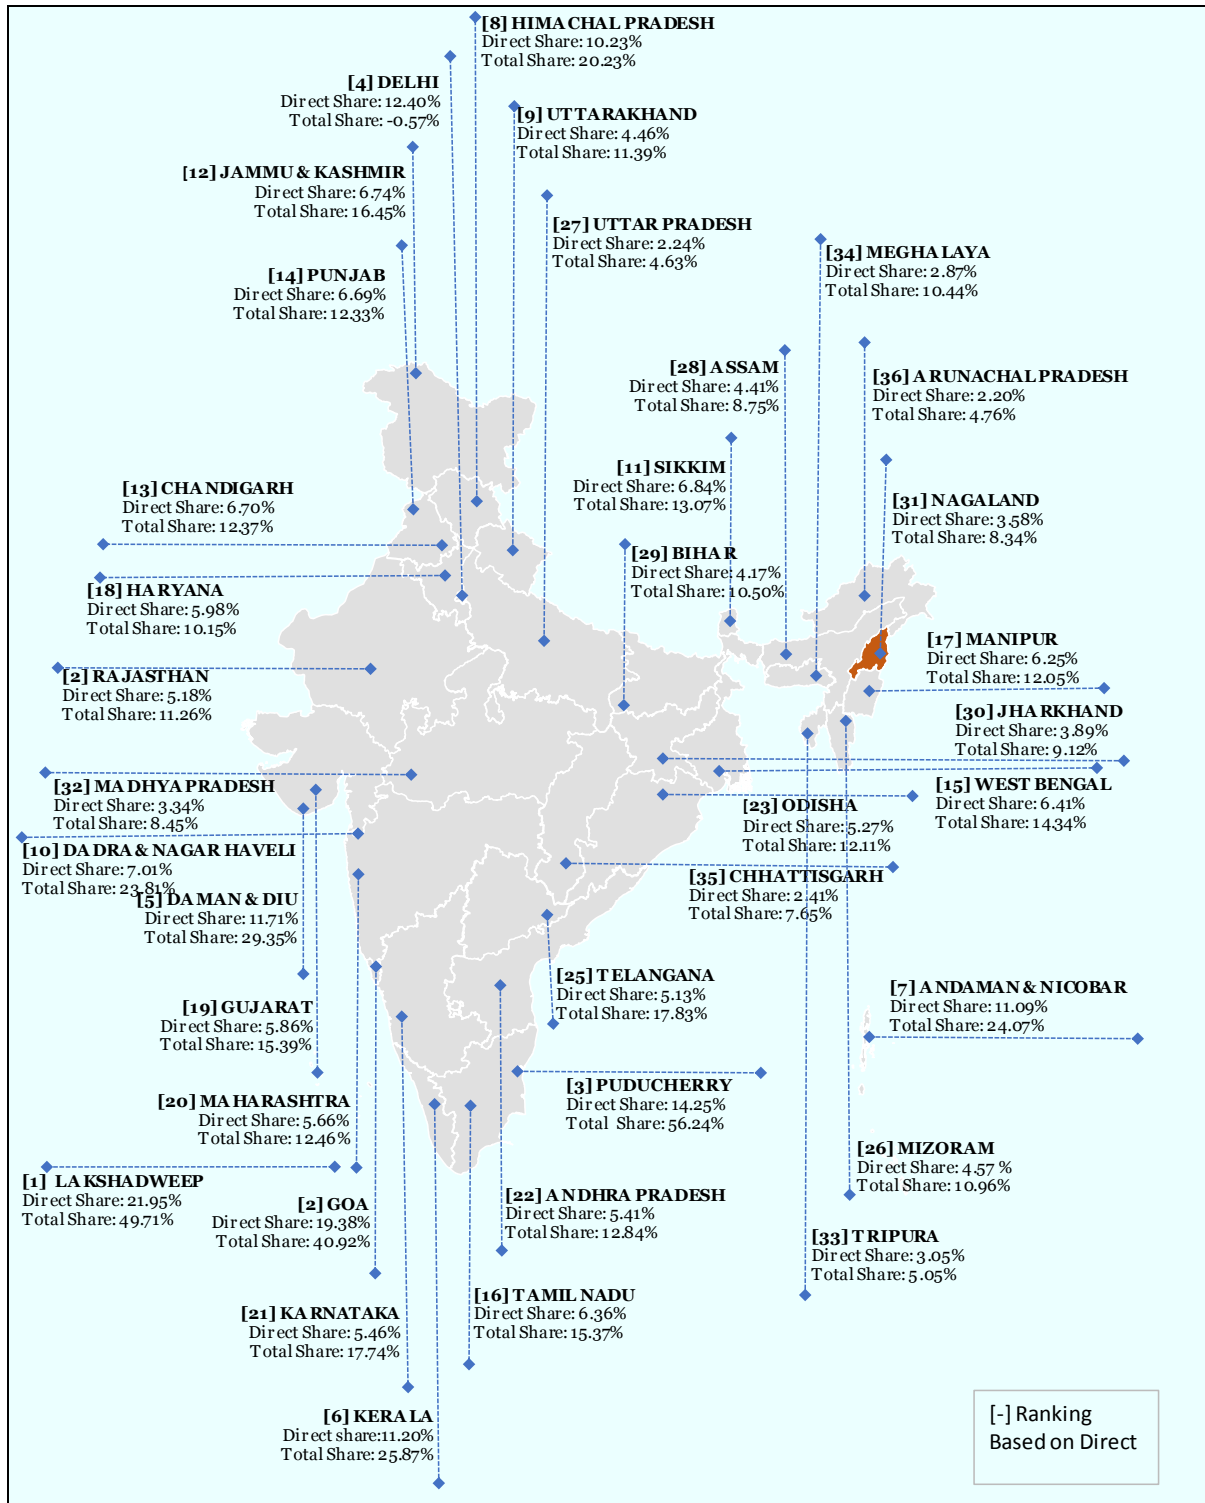 [8] HIMACHAL PRADESH
Direct Share: 10.23%
Total Share: 20.23%
[4] DELHI
Direct Share: 12.40%
Total Share: -0.57%
[9] UTTARAKHAND
Direct Share: 4.46%
Total Share: 11.39%
[12] JAMMU & KASHMIR
Direct Share: 6.74%
Total Share: 16.45%
[27] UTTAR PRADESH
Direct Share: 2.24%
Total Share: 4.63%
[34] MEGHALAYA
Direct Share: 2.87%
Total Share: 10.44%
[14] PUNJAB
Direct Share: 6.69%
Total Share: 12.33%
[28] ASSAM
Direct Share: 4.41%
Total Share: 8.75%
[36] ARUNACHAL PRADESH
Direct Share: 2.20%
Total Share: 4.76%
[11] SIKKIM
Direct Share: 6.84%
Total Share: 13.07%
[13] CHANDIGARH
Direct Share: 6.70%
Total Share: 12.37%
[31] NAGALAND
Direct Share: 3.58%
Total Share: 8.34%
[29] BIHAR
Direct Share: 4.17%
Total Share: 10.50%
[18] HARYANA
Direct Share: 5.98%
Total Share: 10.15%
[17] MANIPUR
Direct Share: 6.25%
Total Share: 12.05%
[2] RAJASTHAN
Direct Share: 5.18%
Total Share: 11.26%
[30] JHARKHAND
Direct Share: 3.89%
Total Share: 9.12%
[32] MADHYA PRADESH
Direct Share: 3.34%
Total Share: 8.45%
[15] WEST BENGAL
Direct Share: 6.41%
Total Share: 14.34%
[23] ODISHA
Direct Share: 5.27%
Total Share: 12.11%
[10] DADRA & NAGAR HAVELI
Direct Share: 7.01%
Total Share: 23.81%
[35] CHHATTISGARH
Direct Share: 2.41%
Total Share: 7.65%
[5] DAMAN & DIU
Direct Share: 11.71%
Total Share: 29.35%
[25] TELANGANA
Direct Share: 5.13%
Total Share: 17.83%
[7] ANDAMAN & NICOBAR
Direct Share: 11.09%
Total Share: 24.07%
[19] GUJARAT
Direct Share: 5.86%
Total Share: 15.39%
[3] PUDUCHERRY
Direct Share: 14.25%
Total Share: 56.24%
[20] MAHARASHTRA
Direct Share: 5.66%
Total Share: 12.46%
[26] MIZORAM
Direct Share: 4.57 %
Total Share: 10.96%
[1] LAKSHADWEEP
Direct Share: 21.95%
Total Share: 49.71%
[2] GOA
Direct Share: 19.38%
Total Share: 40.92%
[22] ANDHRA PRADESH
Direct Share: 5.41%
Total Share: 12.84%
[33] TRIPURA
Direct Share: 3.05%
Total Share: 5.05%
[21] KARNATAKA
Direct Share: 5.46%
Total Share: 17.74%
[16] TAMIL NADU
Direct Share: 6.36%
Total Share: 15.37%
[6] KERALA
Direct share:11.20%
Total Share: 25.87%
[-] Ranking
Based on Direct